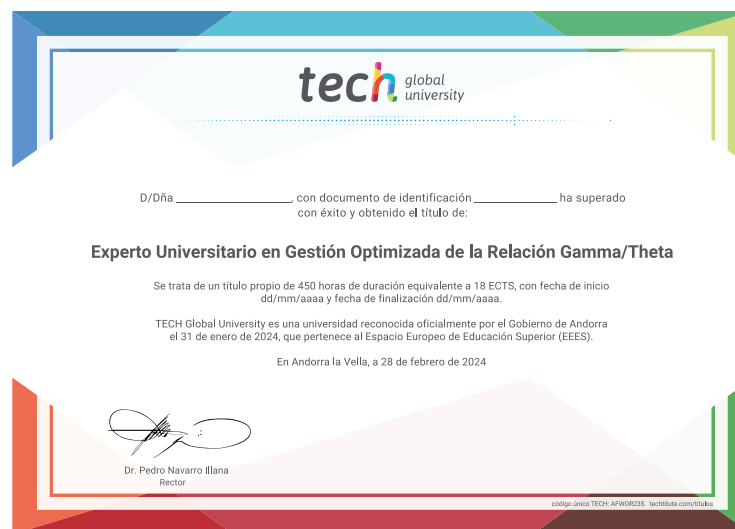 tech global
university
D/Dña ____________, con documento de identificación ____________ ha superado
con éxito y obtenido el título de:
Experto Universitario en Gestión Optimizada de la Relación Gamma/Theta
Se trata de un título propio de 450 horas de duración equivalente a 18 ECTS, con fecha de inicio
dd/mm/aaaa y fecha de finalización dd/mm/aaaa.
TECH Global University es una universidad reconocida oficialmente por el Gobierno de Andorra
el 31 de enero de 2024, que pertenece al Espacio Europeo de Educación Superior (EEES).
En Andorra la Vella, a 28 de febrero de 2024
Dr. Pedro Navarro Illana
Rector
código único TECH: AFWOR23S techtitute.com/titulos